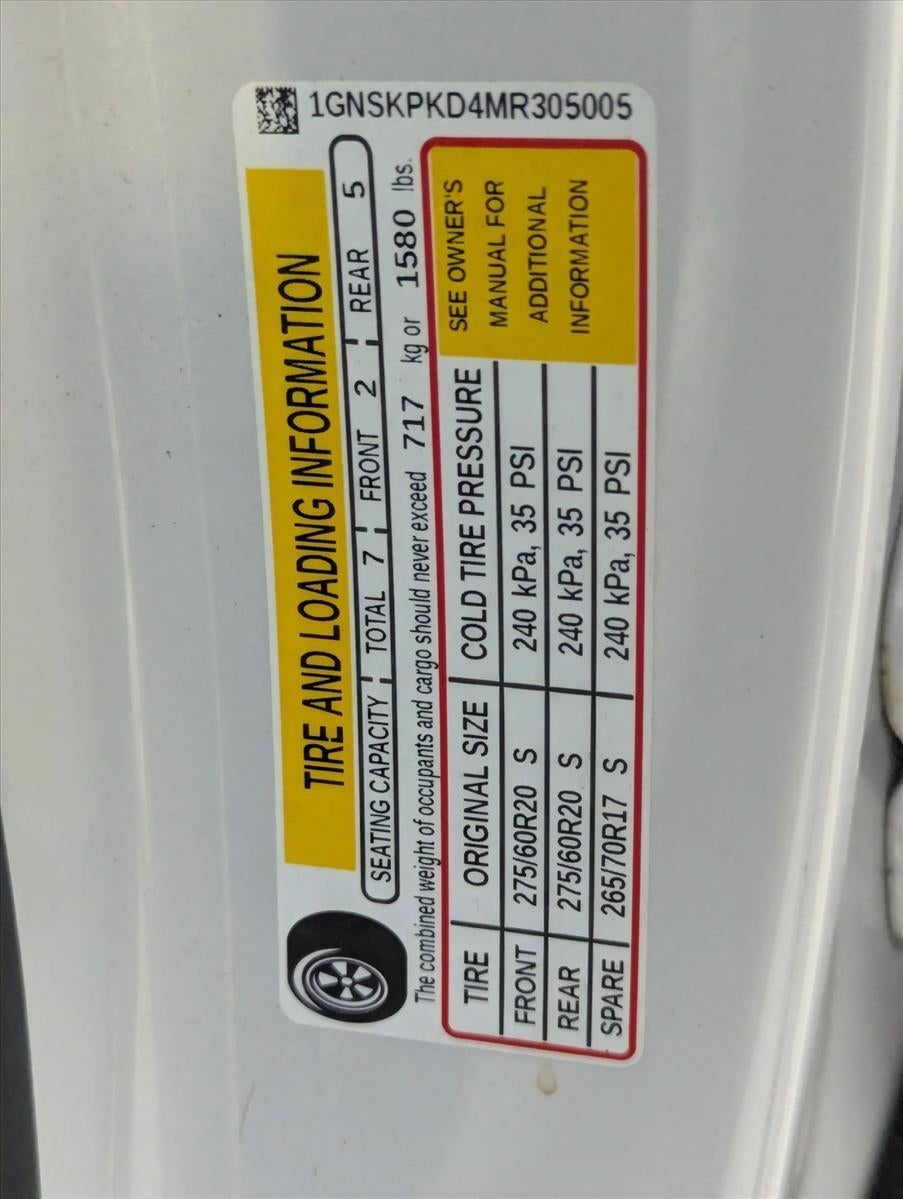 1GNSKPKD4MR305005
TIRE AND LOADING INFORMATION
SEATING CAPACITY TOTAL 7 FRONT 2 REAR 5
The combined weight of occupants and cargo should never exceed 717 kg or 1580 lbs.
TIRE ORIGINAL SIZE COLD TIRE PRESSURE
FRONT 275/60R20 S 240 kPa, 35 PSI
REAR 275/60R20 S 240 kPa, 35 PSI
SPARE 265/70R17 S 240 kPa, 35 PSI
SEE OWNER'S
MANUAL FOR
ADDITIONAL
INFORMATION